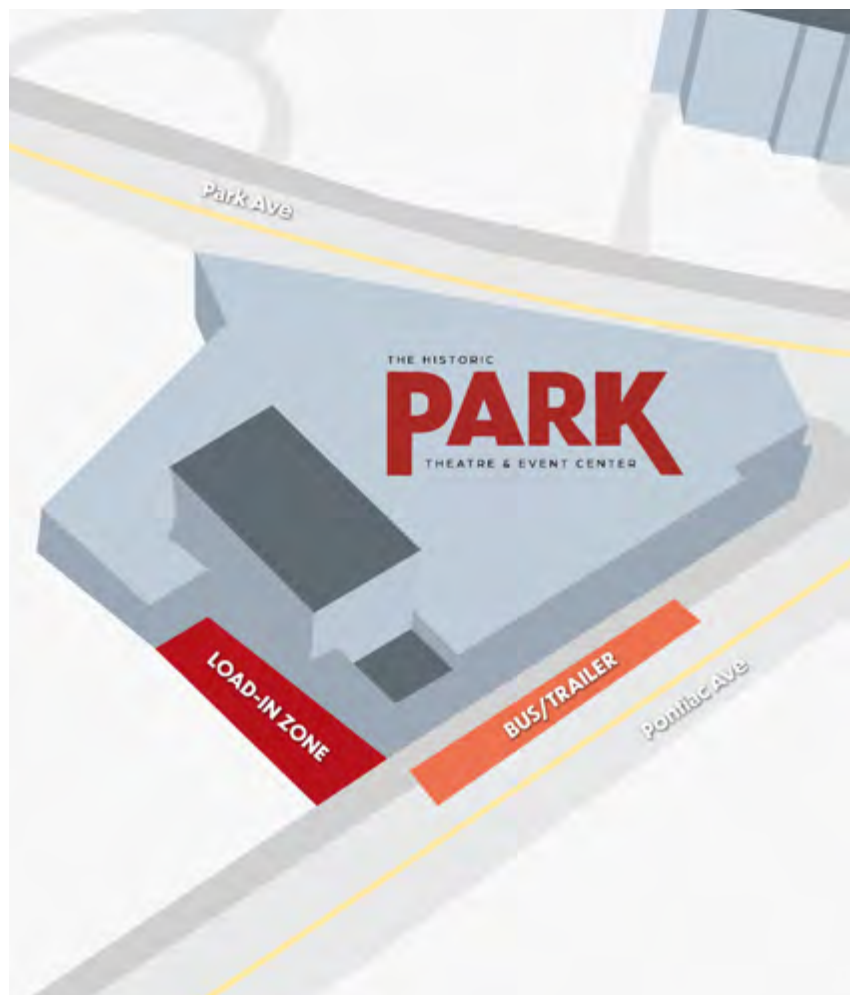 Park Ave
THE HISTORIC
PARK
THEATRE & EVENT CENTER
LOAD-IN ZONE
BUS/TRAILER
Pontiac Ave